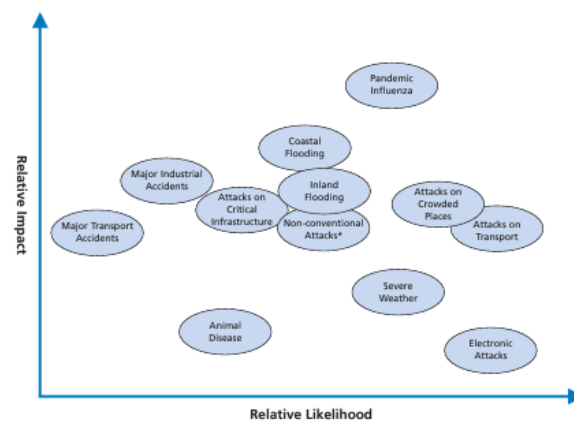 Relative Impact
Pandemic
Influenza
Coastal
Flooding
Major Industrial
Accidents
Inland
Flooding
Attacks on
Critical
Infrastructure
Attacks on
Crowded
Places
Major Transport
Accidents
Non-conventional
Attacks*
Attacks on
Transport
Severe
Weather
Animal
Disease
Electronic
Attacks
Relative Likelihood